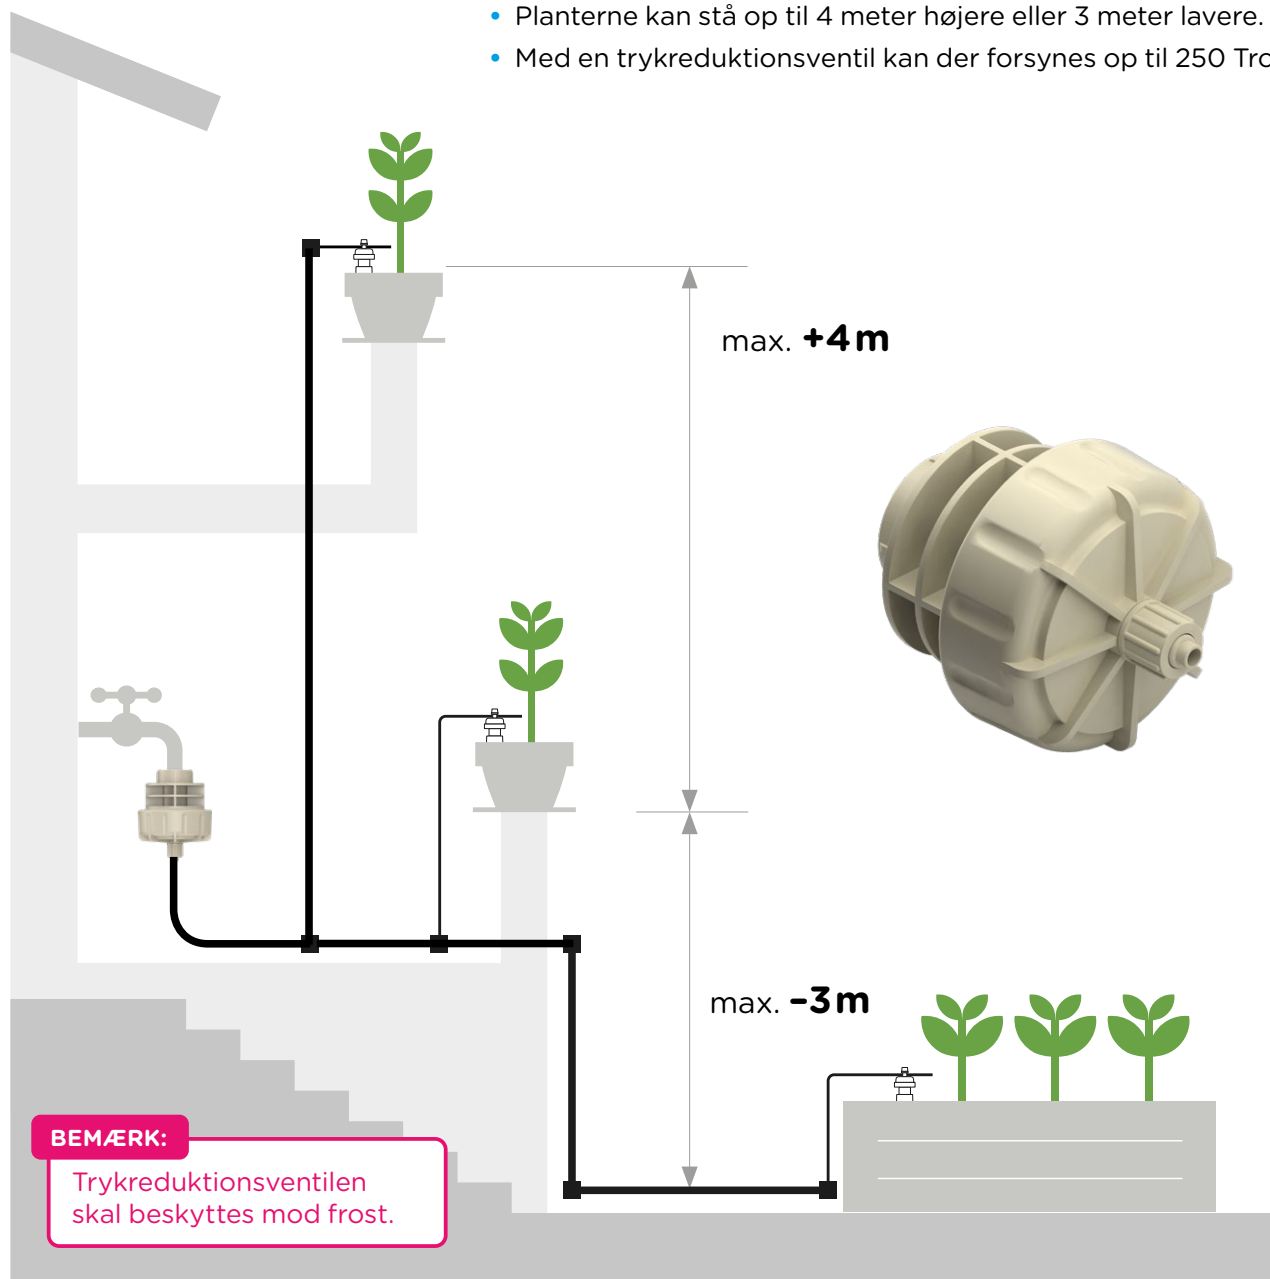 • Planterne kan stå op til 4 meter højere eller 3 meter lavere.
• Med en trykreduktionsventil kan der forsynes op til 250
max. +4m
max. –3m
BEMÆRK:
Trykreduktionsventilen
skal beskyttes mod frost.